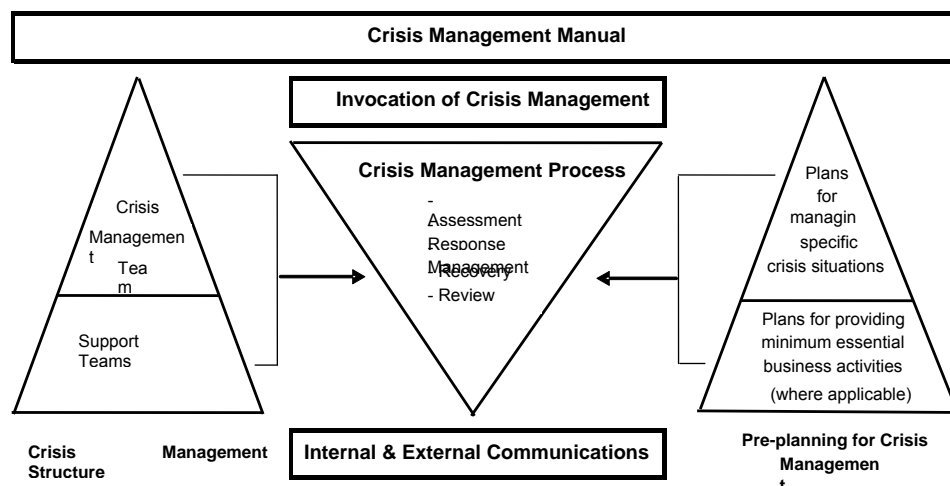 Crisis Management Manual
Invocation of Crisis Management
Crisis
Managemen
t
Tea
m
Support
Teams
Crisis Management
Structure
Crisis Management Process
-
Assessment
-
Response
Management
- Recovery
- Review
Internal & External Communications
Plans
for
managin
specific
crisis situations
Plans for providing
minimum essential
business activities
(where applicable)
Pre-planning for Crisis
Managemen
t